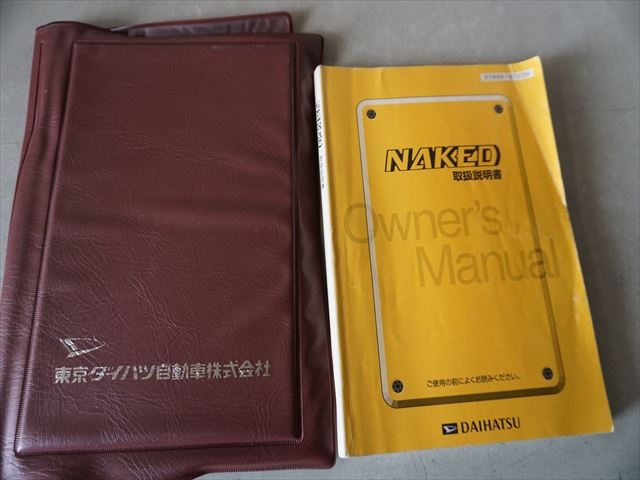 東京ダイハツ自動車株式会社
NAKED
取扱説明書
Owner's
Manual
ご使用の前によくお読みください。
DAIHATSU